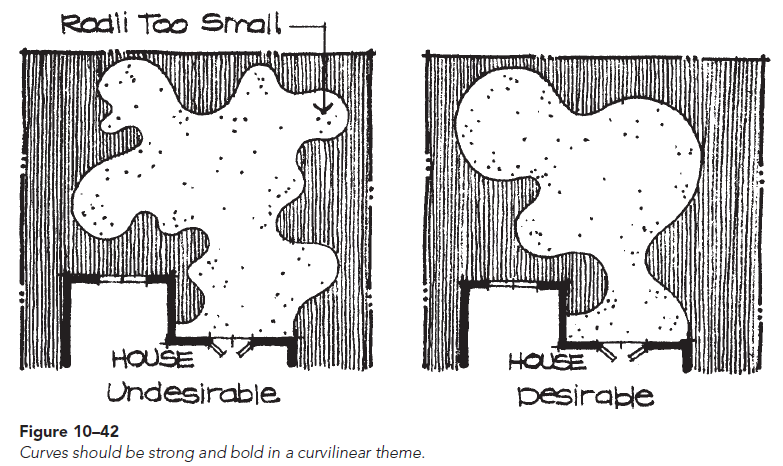 Radii Too Small
HOUSE
Undesirable
HOUSE
Desirable
Figure 10–42
Curves should be strong and bold in a curvilinear theme.